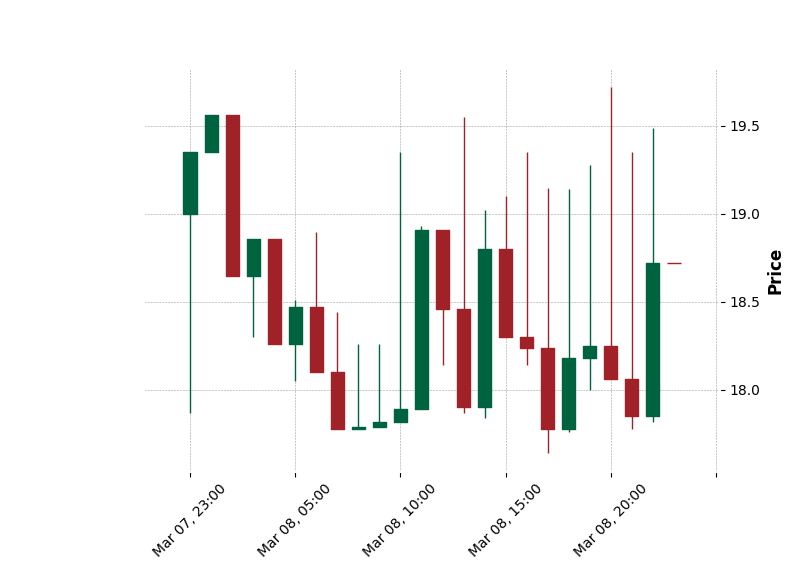 19.5
19.0
18.5
18.0
Price
Mar 07, 23:00
Mar 08, 05:00
Mar 08, 10:00
Mar 08, 15:00
Mar 08, 20:00